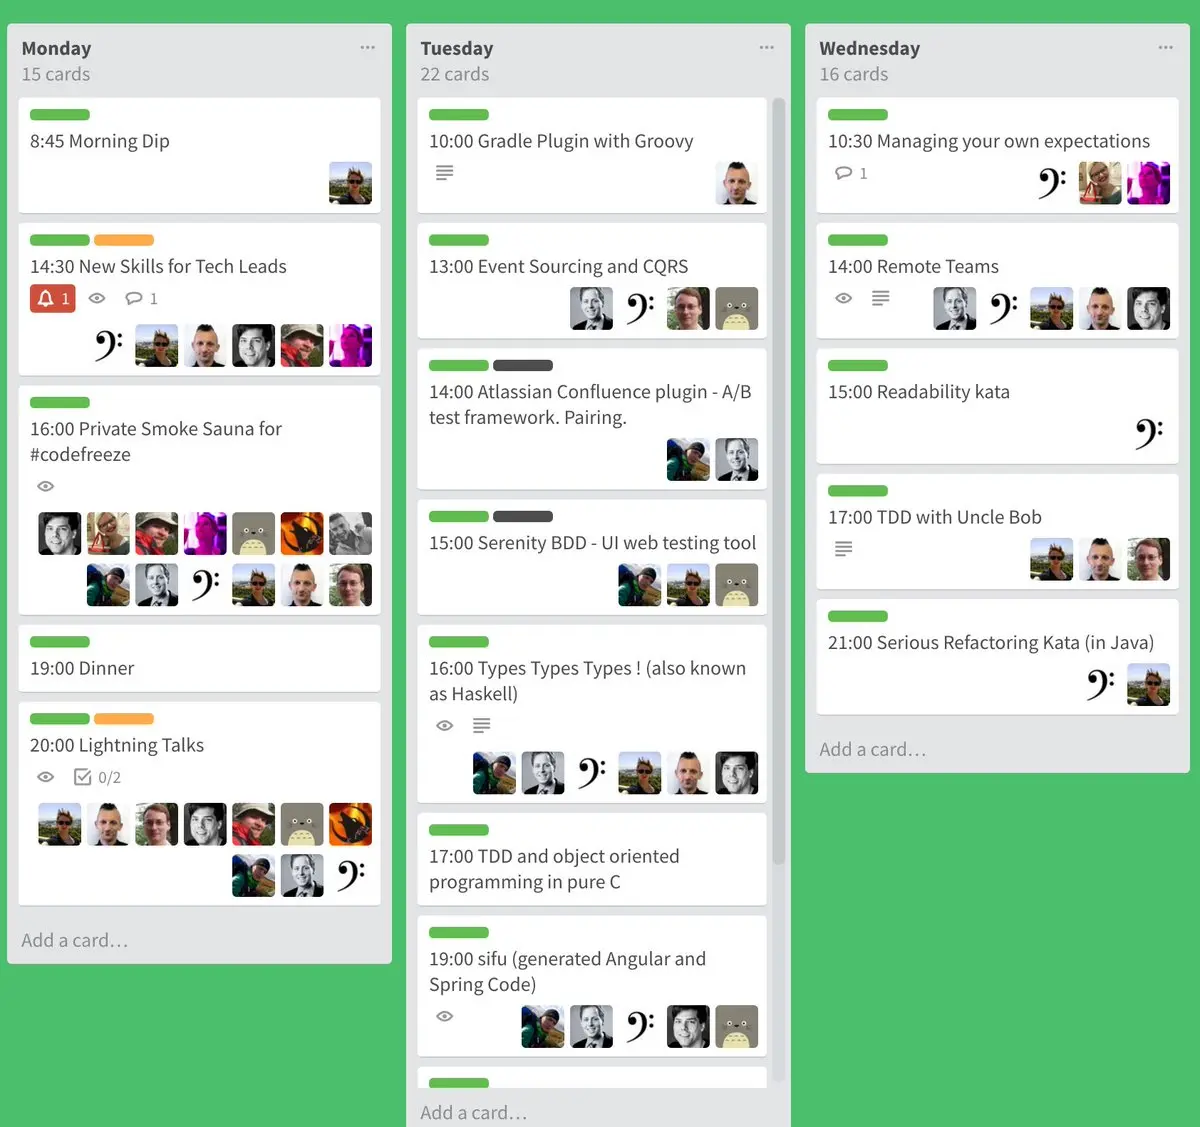 Monday
15 cards
8:45 Morning Dip
14:30 New Skills for Tech Leads
1
1
16:00 Private Smoke Sauna for
#codefreeze
19:00 Dinner
20:00 Lightning Talks
0/2
Add a card…
Tuesday
22 cards
10:00 Gradle Plugin with Groovy
13:00 Event Sourcing and CQRS
14:00 Atlassian Confluence plugin - A/B
test framework. Pairing.
15:00 Serenity BDD - UI web testing tool
16:00 Types Types Types ! (also known
as Haskell)
17:00 TDD and object oriented
programming in pure C
19:00 sifu (generated Angular and
Spring Code)
Add a card…
Wednesday
16 cards
10:30 Managing your own expectations
1
14:00 Remote Teams
15:00 Readability kata
17:00 TDD with Uncle Bob
21:00 Serious Refactoring Kata (in Java)
Add a card…